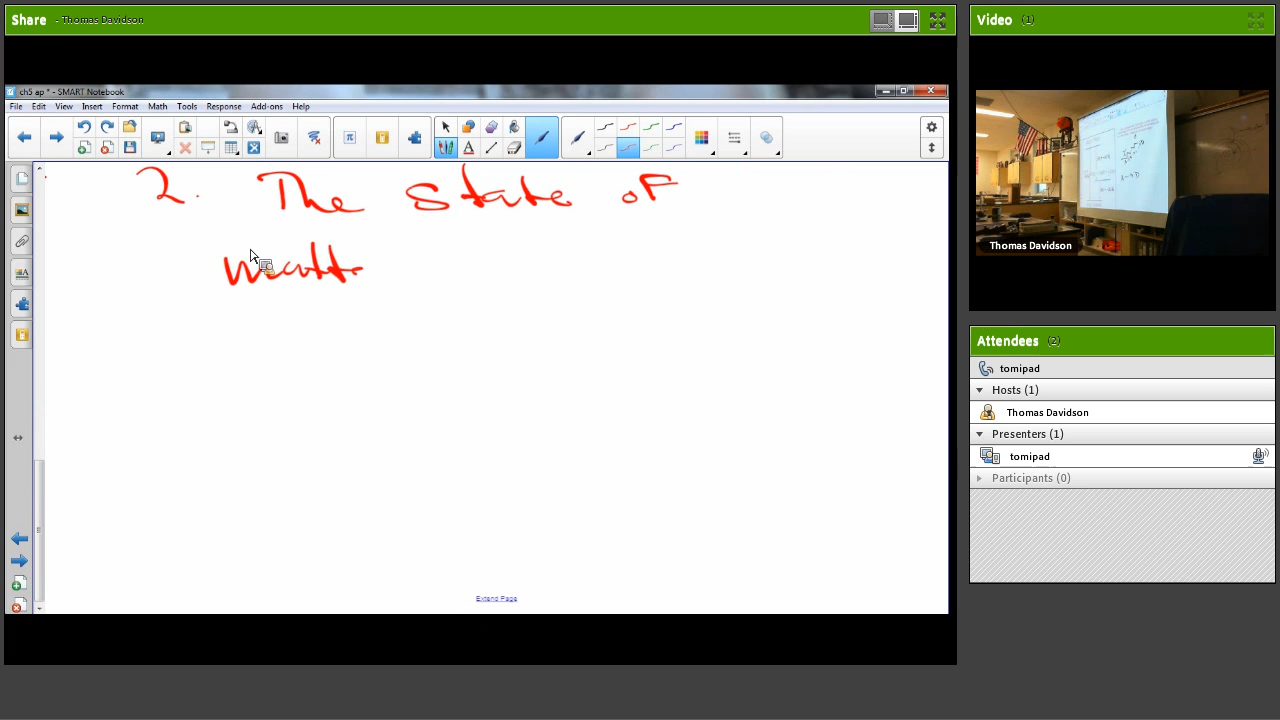 Share - Thomas Davidson
ch5 ap * - SMART Notebook
File Edit View Insert Format Math Tools Response Add-ons Help
2. The state of
matte
Extend Page
Video (1)
Thomas Davidson
Attendees (2)
tomipad
Hosts (1)
Thomas Davidson
Presenters (1)
tomipad
Participants (0)